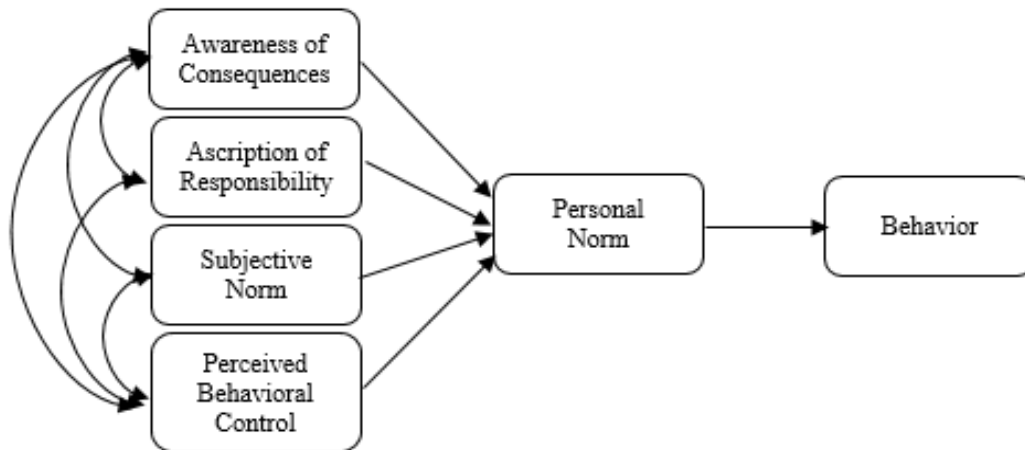 Awareness of
Consequences
Ascription of
Responsibility
Subjective
Norm
Perceived
Behavioral
Control
Personal
Norm
Behavior